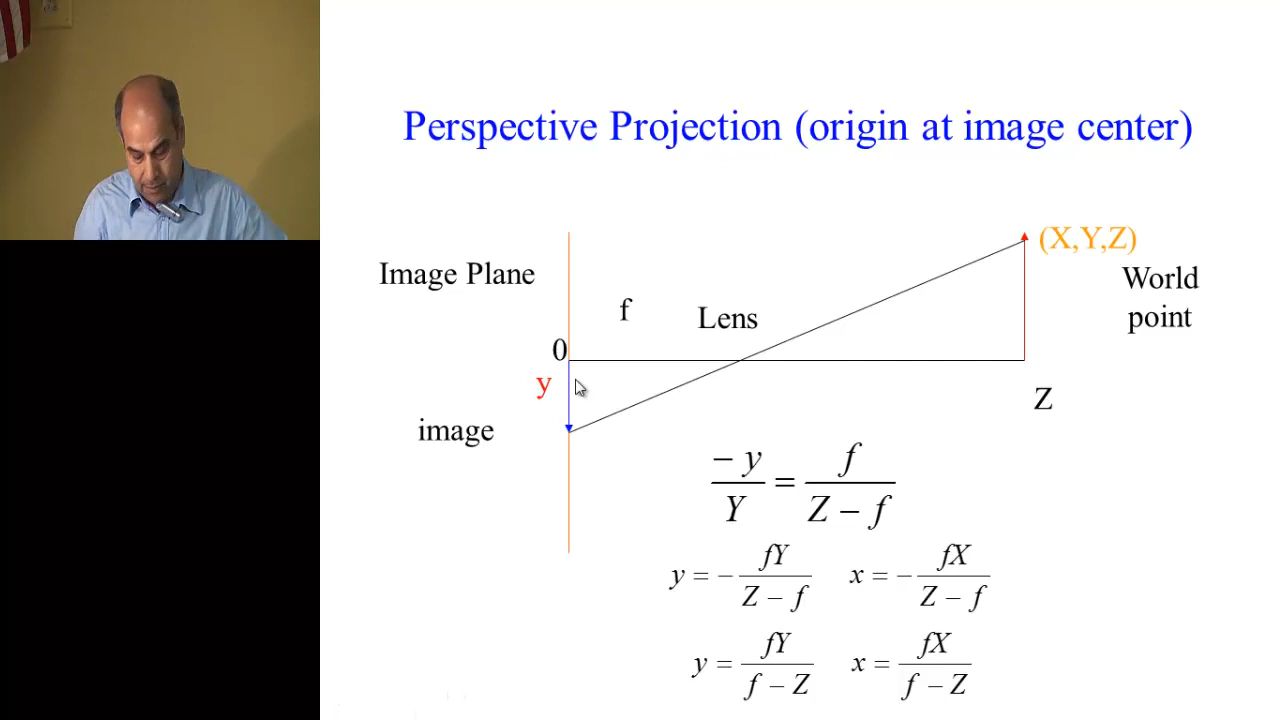 Perspective Projection (origin at image center)
(X,Y,Z)
Image Plane
World
point
f
Lens
0
y
Z
image
−y/Y = f/(Z − f)
y = − fY/(Z − f)   x = − fX/(Z − f)
y = fY/(f − Z)   x = fX/(f − Z)